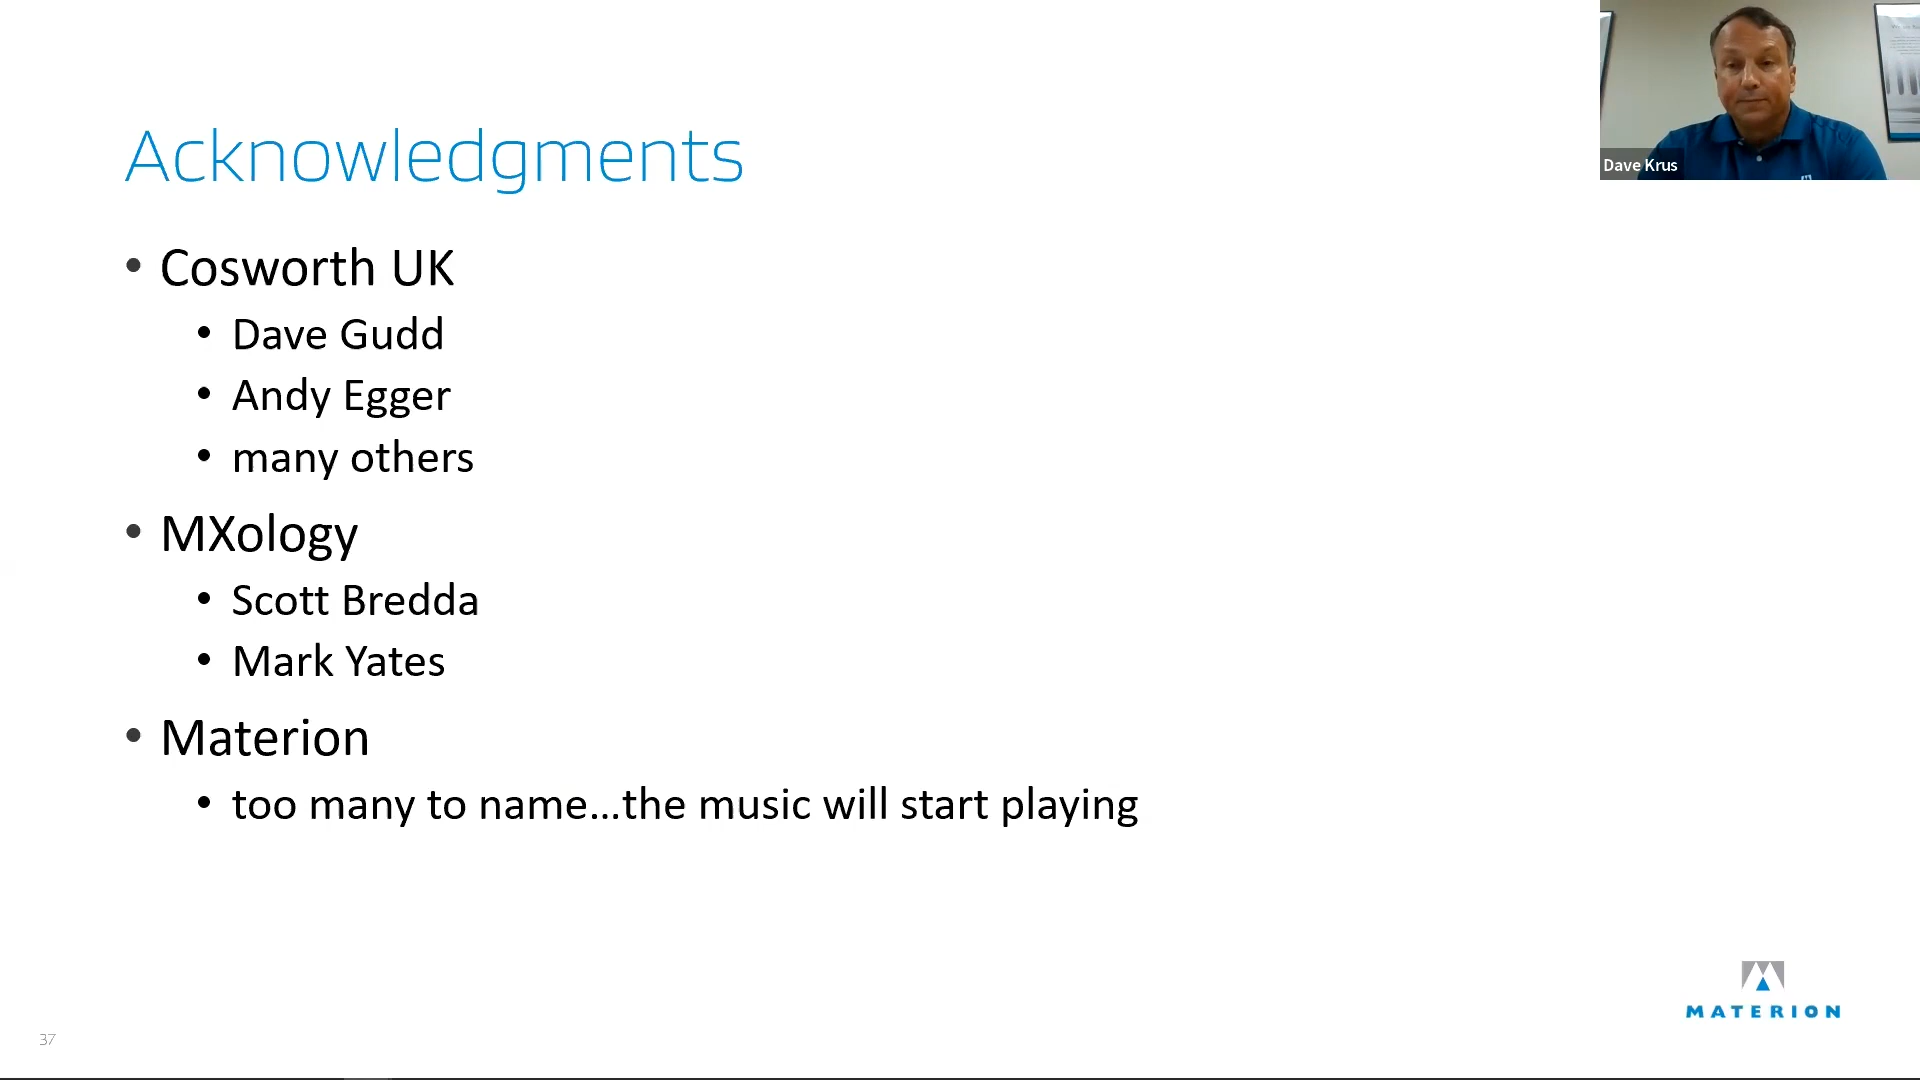 Acknowledgments
Dave Krus
• Cosworth UK
• Dave Gudd
• Andy Egger
• many others
• MXology
• Scott Bredda
• Mark Yates
• Materion
• too many to name...the music will start playing
MATERION
37